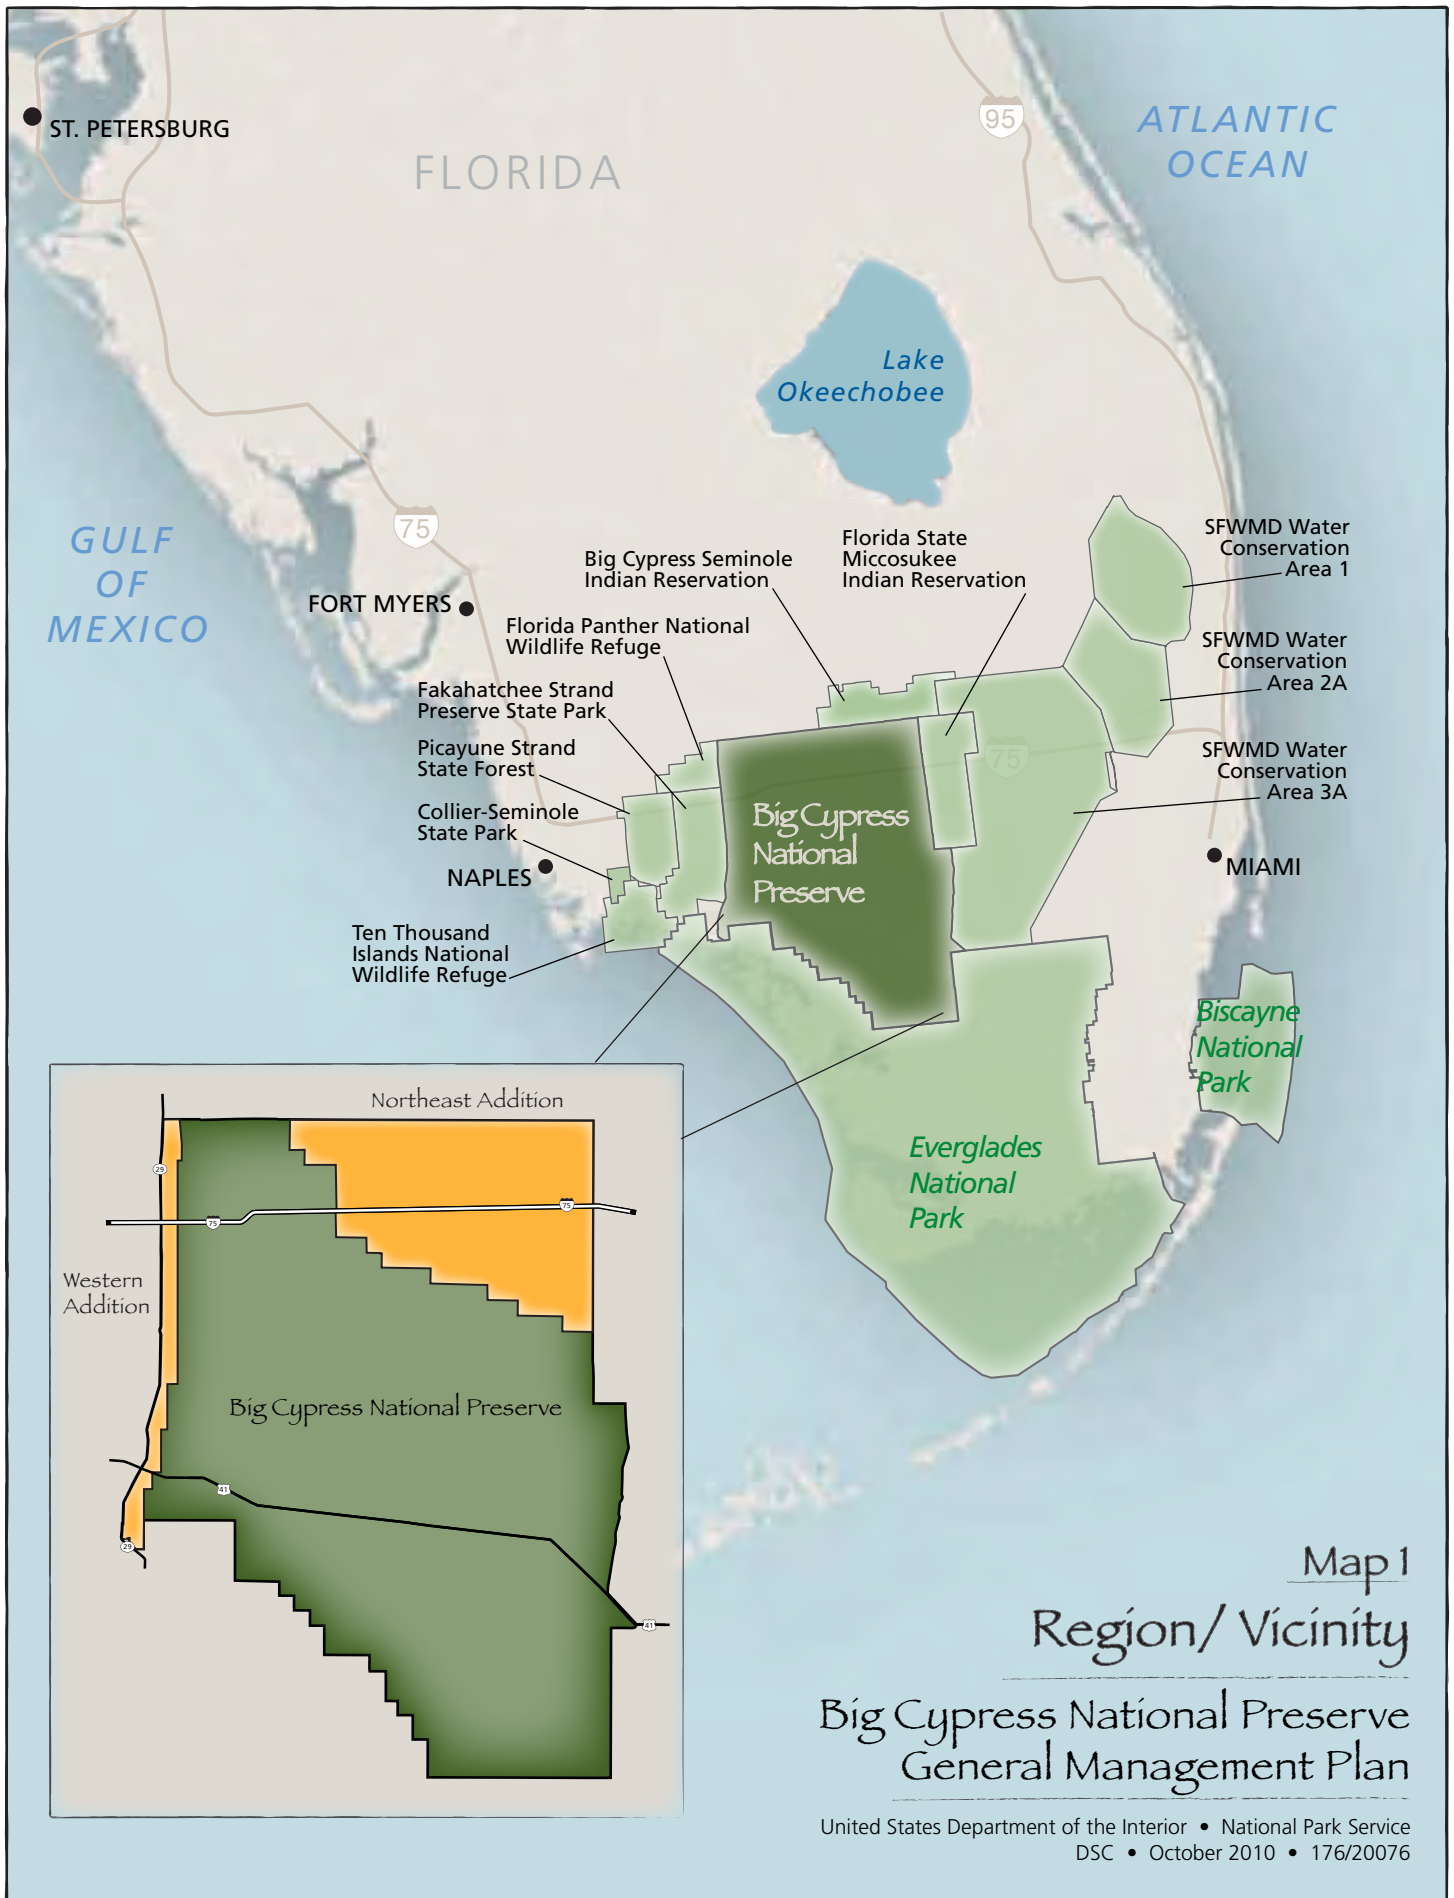 ST. PETERSBURG
FLORIDA
95
ATLANTIC
OCEAN
Lake
Okeechobee
GULF
OF
MEXICO
75
FORT MYERS
Big Cypress Seminole
Indian Reservation
Florida State
Miccosukee
Indian Reservation
SFWMD Water
Conservation
Area 1
Florida Panther National
Wildlife Refuge
SFWMD Water
Conservation
Area 2A
Fakahatchee Strand
Preserve State Park
Picayune Strand
State Forest
75
SFWMD Water
Conservation
Area 3A
Collier-Seminole
State Park
Big Cypress
National
Preserve
NAPLES
MIAMI
Ten Thousand
Islands National
Wildlife Refuge
Biscayne
National
Park
Everglades
National
Park
Northeast Addition
29
75
75
Western
Addition
Big Cypress National Preserve
41
29
41
Map 1
Region/ Vicinity
Big Cypress National Preserve
General Management Plan
United States Department of the Interior • National Park Service
DSC • October 2010 • 176/20076